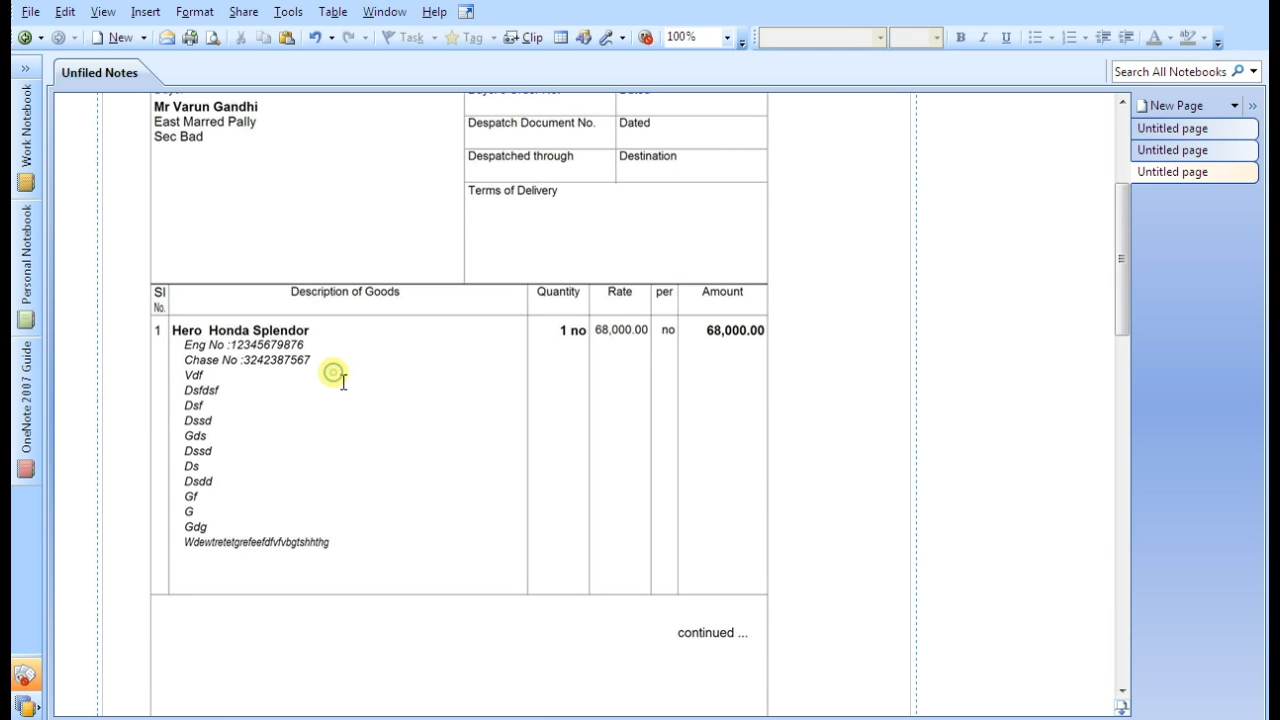 File Edit View Insert Format Share Tools Table Window Help
New Task Tag Clip 100% B I U A ab
Unfiled Notes
Search All Notebooks
New Page
Untitled page
Untitled page
Untitled page
Work Notebook
Personal Notebook
OneNote 2007 Guide
Mr Varun Gandhi
East Marred Pally
Sec Bad
Despatch Document No. Dated
Despatched through Destination
Terms of Delivery
Sl No. Description of Goods Quantity Rate per Amount
1 Hero Honda Splendor 1 no 68,000.00 no 68,000.00
Eng No :12345679876
Chase No :3242387567
Vdf
Dsfdsf
Dsf
Dssd
Gds
Dssd
Ds
Dsdd
Gf
G
Gdg
Wdewtretetgrefeefdfvfvbgtshhthg
continued ...